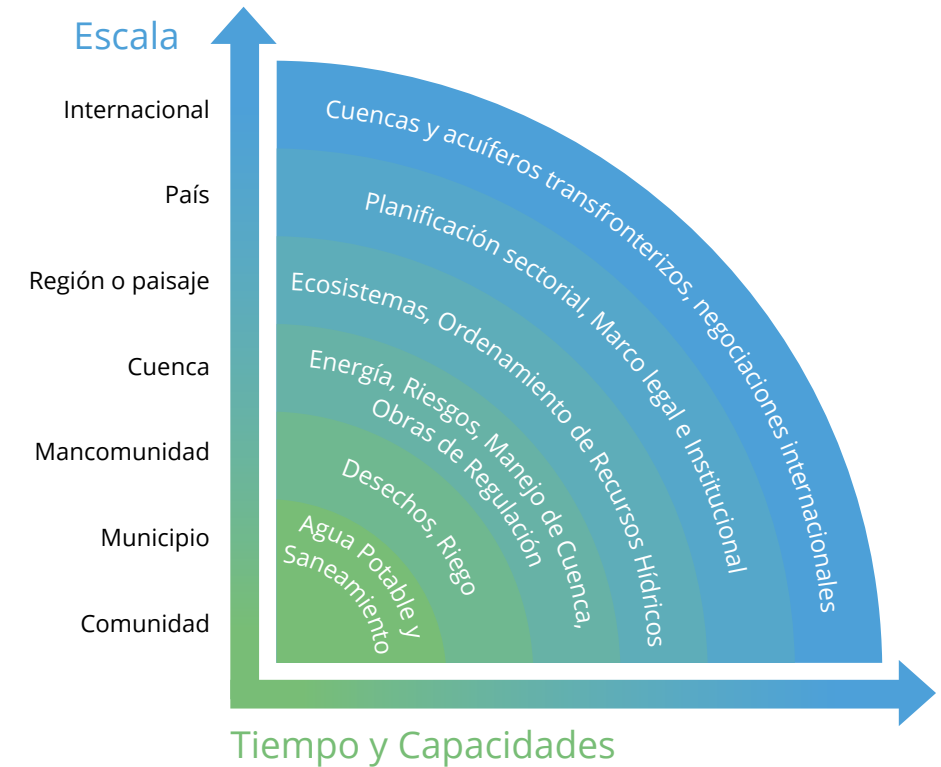 Escala
Internacional
País
Región o paisaje
Cuenca
Mancomunidad
Municipio
Comunidad
Cuencas y acuíferos transfronterizos, negociaciones internacionales
Planificación sectorial, Marco legal e Institucional
Ecosistemas, Ordenamiento de Recursos Hídricos
Energía, Riesgos, Manejo de Cuenca,
Obras de Regulación
Desechos, Riego
Agua Potable y
Saneamiento
Tiempo y Capacidades